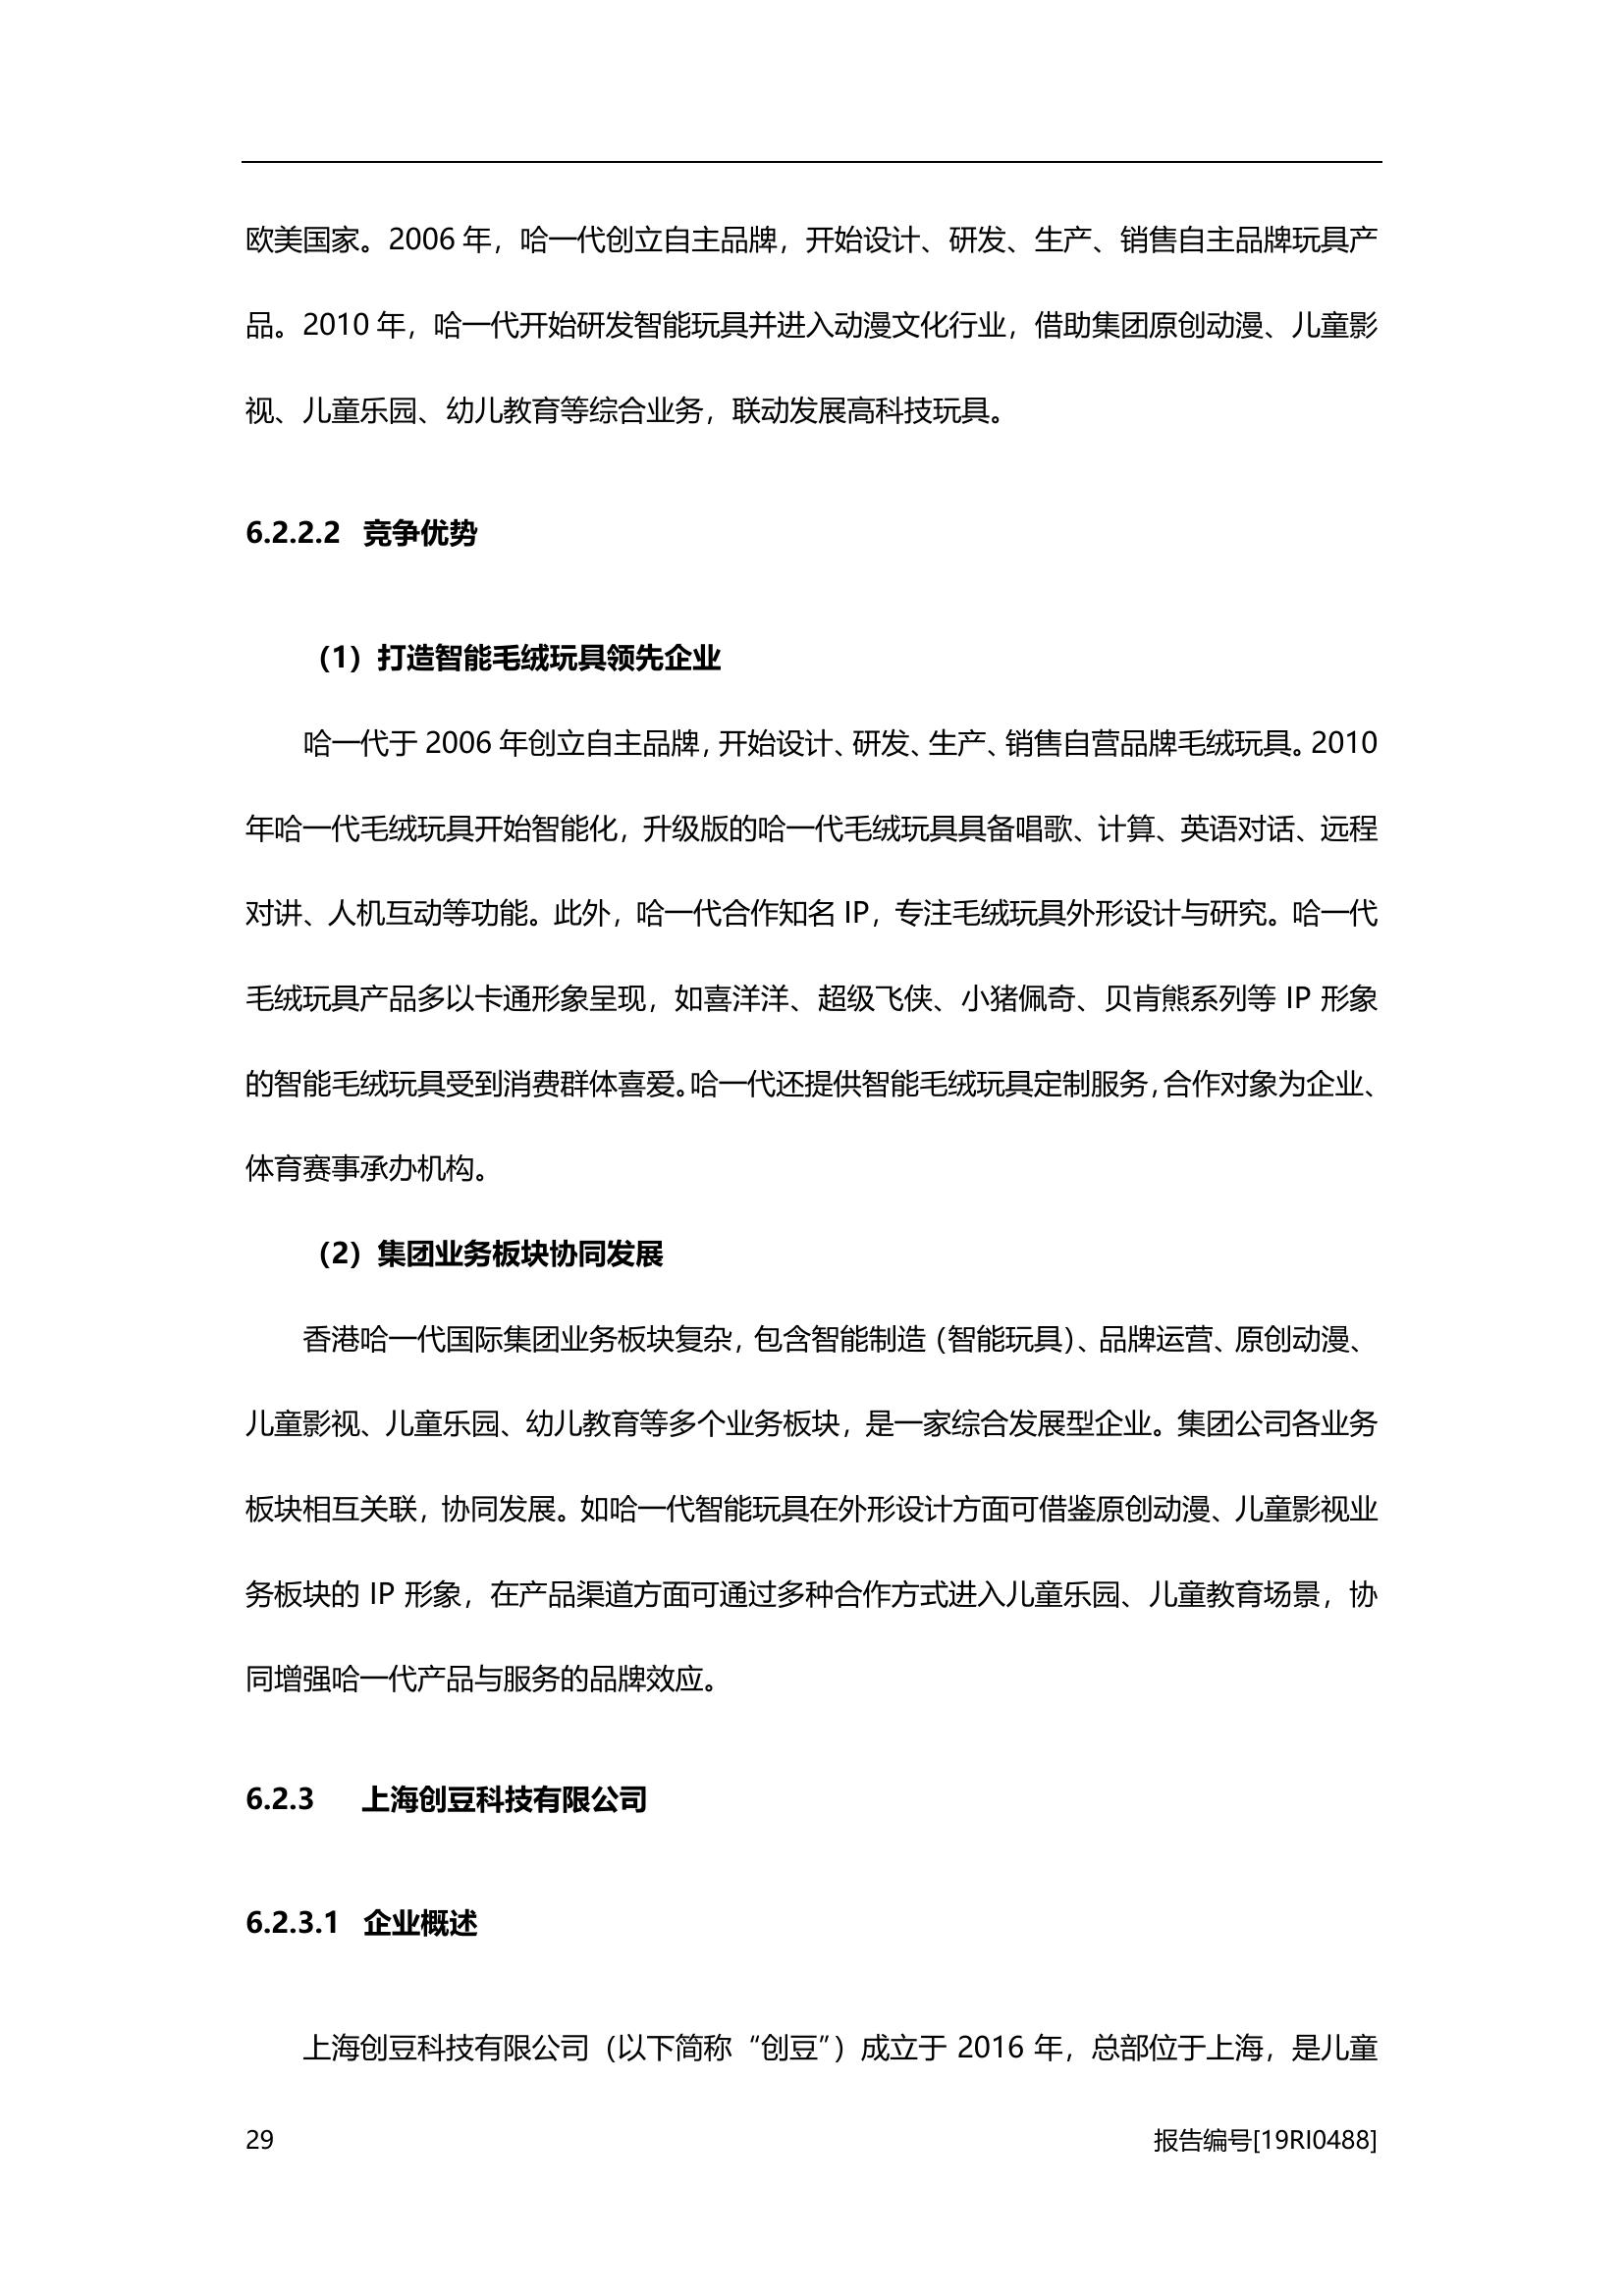 欧美国家。2006 年，哈一代创立自主品牌，开始设计、研发、生产、销售自主品牌玩具产
品。2010 年，哈一代开始研发智能玩具并进入动漫文化行业，借助集团原创动漫、儿童影
视、儿童乐园、幼儿教育等综合业务，联动发展高科技玩具。
6.2.2.2 竞争优势
（1）打造智能毛绒玩具领先企业
哈一代于 2006 年创立自主品牌，开始设计、研发、生产、销售自营品牌毛绒玩具。2010
年哈一代毛绒玩具开始智能化，升级版的哈一代毛绒玩具具备唱歌、计算、英语对话、远程
对讲、人机互动等功能。此外，哈一代合作知名 IP，专注毛绒玩具外形设计与研究。哈一代
毛绒玩具产品多以卡通形象呈现，如喜洋洋、超级飞侠、小猪佩奇、贝肯熊系列等 IP 形象
的智能毛绒玩具受到消费群体喜爱。哈一代还提供智能毛绒玩具定制服务，合作对象为企业、
体育赛事承办机构。
（2）集团业务板块协同发展
香港哈一代国际集团业务板块复杂，包含智能制造（智能玩具）、品牌运营、原创动漫、
儿童影视、儿童乐园、幼儿教育等多个业务板块，是一家综合发展型企业。集团公司各业务
板块相互关联，协同发展。如哈一代智能玩具在外形设计方面可借鉴原创动漫、儿童影视业
务板块的 IP 形象，在产品渠道方面可通过多种合作方式进入儿童乐园、儿童教育场景，协
同增强哈一代产品与服务的品牌效应。
6.2.3 上海创豆科技有限公司
6.2.3.1 企业概述
上海创豆科技有限公司（以下简称“创豆”）成立于 2016 年，总部位于上海，是儿童
29 报告编号[19RI0488]